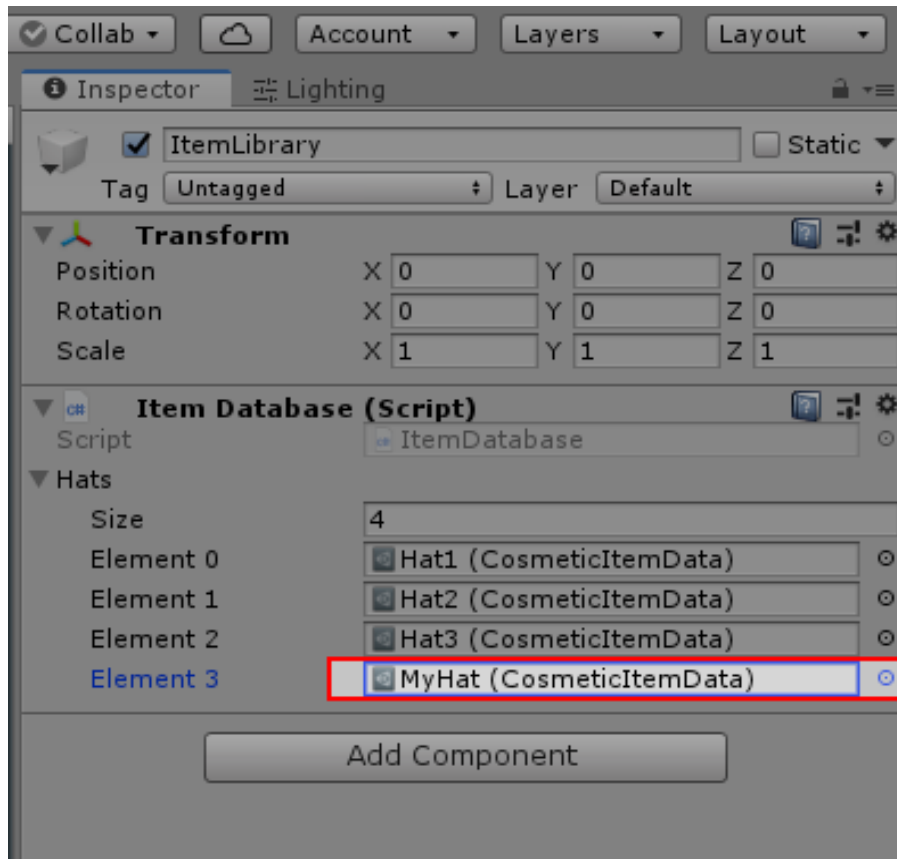 Collab Account Layers Layout
Inspector Lighting
ItemLibrary Static
Tag Untagged Layer Default
Transform
Position X 0 Y 0 Z 0
Rotation X 0 Y 0 Z 0
Scale X 1 Y 1 Z 1
c# Item Database (Script)
Script ItemDatabase
Hats
Size 4
Element 0 Hat1 (CosmeticItemData)
Element 1 Hat2 (CosmeticItemData)
Element 2 Hat3 (CosmeticItemData)
Element 3 MyHat (CosmeticItemData)
Add Component